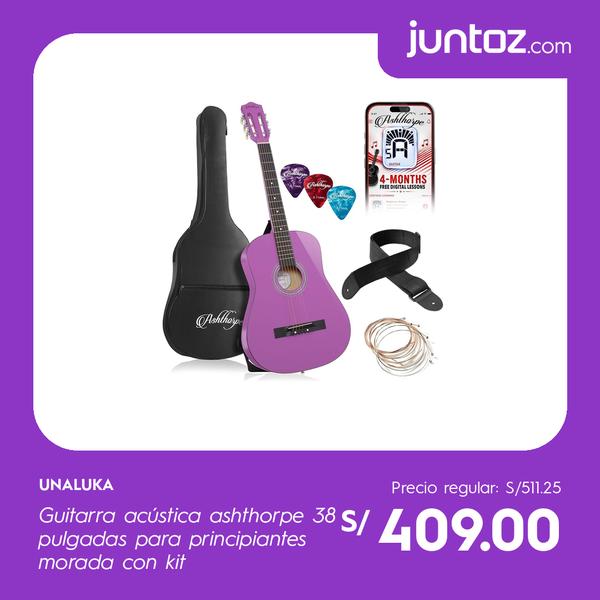 juntoz.com
Ashthorpe
Ashthorpe
Ashthorpe
A
4-MONTHS
FREE DIGITAL LESSONS
UNALUKA
Guitarra acústica ashthorpe 38
pulgadas para principiantes
morada con kit
Precio regular: S/511.25
S/ 409.00